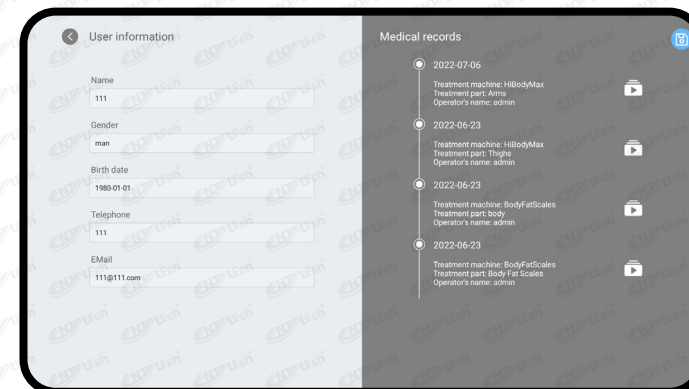 User information
Name
111
Gender
man
Birth date
1980-01-01
Telephone
111
EMail
111@111.com
Medical records
2022-07-06
Treatment machine: HiBodyMax
Treatment part: Arms
Operator's name: admin
2022-06-23
Treatment machine: HiBodyMax
Treatment part: Thighs
Operator's name: admin
2022-06-23
Treatment machine: BodyFatScales
Treatment part: body
Operator's name: admin
2022-06-23
Treatment machine: BodyFatScales
Treatment part: Body Fat Scales
Operator's name: admin